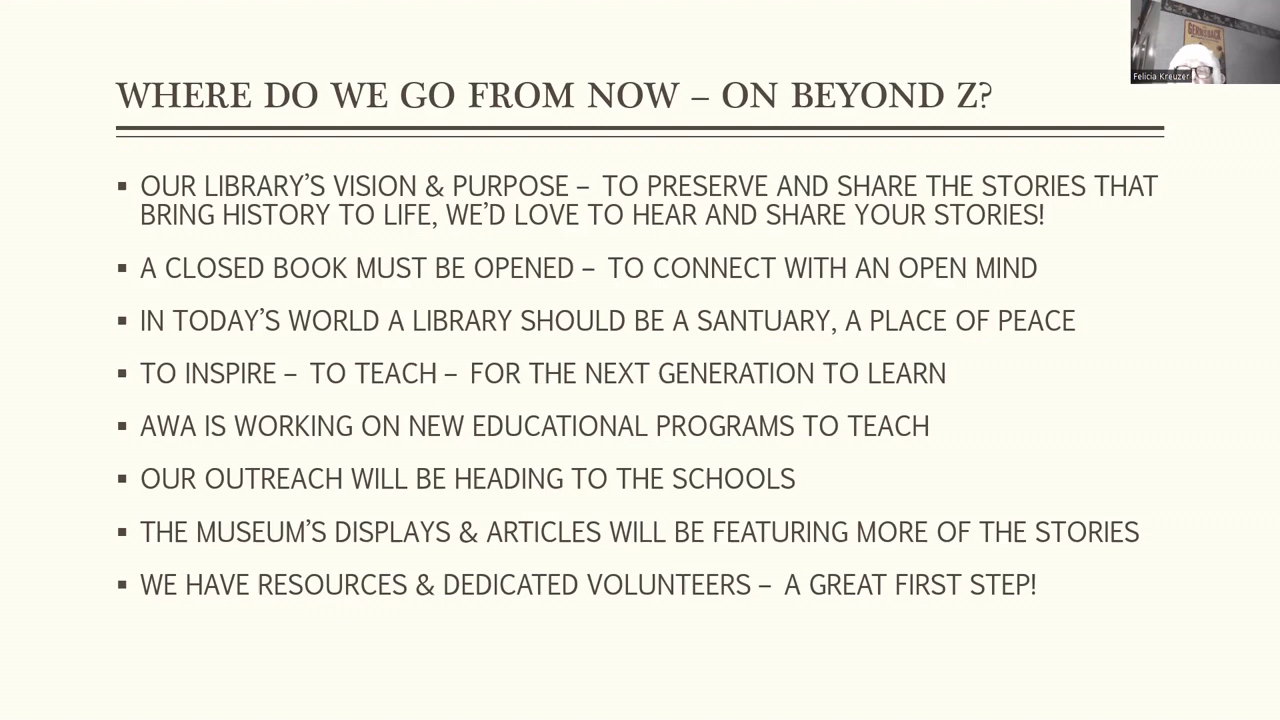 WHERE DO WE GO FROM NOW – ON BEYOND Z?
▪ OUR LIBRARY'S VISION & PURPOSE – TO PRESERVE AND SHARE THE STORIES THAT
BRING HISTORY TO LIFE, WE'D LOVE TO HEAR AND SHARE YOUR STORIES!
▪ A CLOSED BOOK MUST BE OPENED – TO CONNECT WITH AN OPEN MIND
▪ IN TODAY'S WORLD A LIBRARY SHOULD BE A SANTUARY, A PLACE OF PEACE
▪ TO INSPIRE – TO TEACH – FOR THE NEXT GENERATION TO LEARN
▪ AWA IS WORKING ON NEW EDUCATIONAL PROGRAMS TO TEACH
▪ OUR OUTREACH WILL BE HEADING TO THE SCHOOLS
▪ THE MUSEUM'S DISPLAYS & ARTICLES WILL BE FEATURING MORE OF THE STORIES
▪ WE HAVE RESOURCES & DEDICATED VOLUNTEERS – A GREAT FIRST STEP!
Felicia Kreuzer